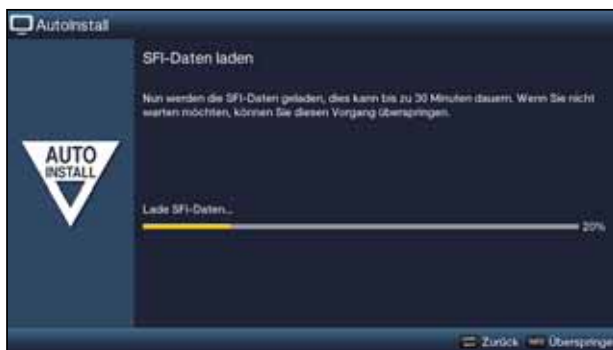 AutoInstall
SFI-Daten laden
Nun werden die SFI-Daten geladen, dies kann bis zu 30 Minuten dauern. Wenn Sie nicht
warten möchten, können Sie diesen Vorgang überspringen.
AUTO
INSTALL
Lade SFI-Daten...
20%
Zurück Überspringe